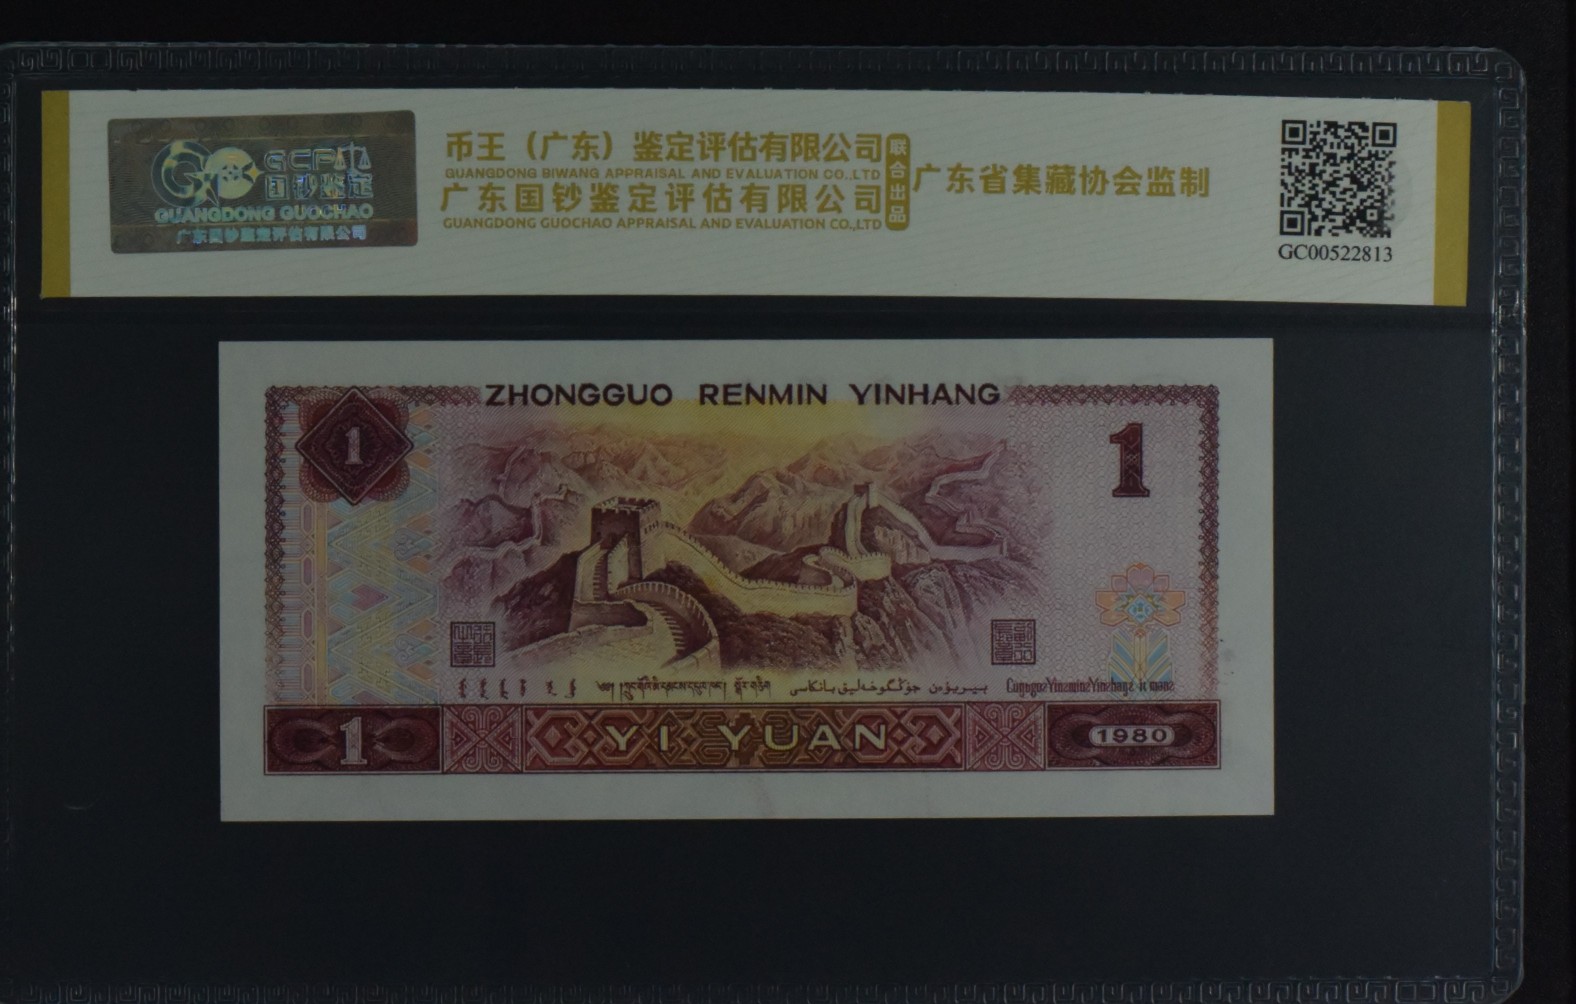 GCF
国钞鉴定
GUANGDONG GUOCHAO
广东国钞鉴定评估有限公司
币王（广东）鉴定评估有限公司
GUANGDONG BIWANG APPRAISAL AND EVALUATION CO.,LTD
广东国钞鉴定评估有限公司
GUANGDONG GUOCHAO APPRAISAL AND EVALUATION CO.,LTD
联合出品
广东省集藏协会监制
GC00522813
ZHONGGUO RENMIN YINHANG
1
1
1
YI YUAN
1980